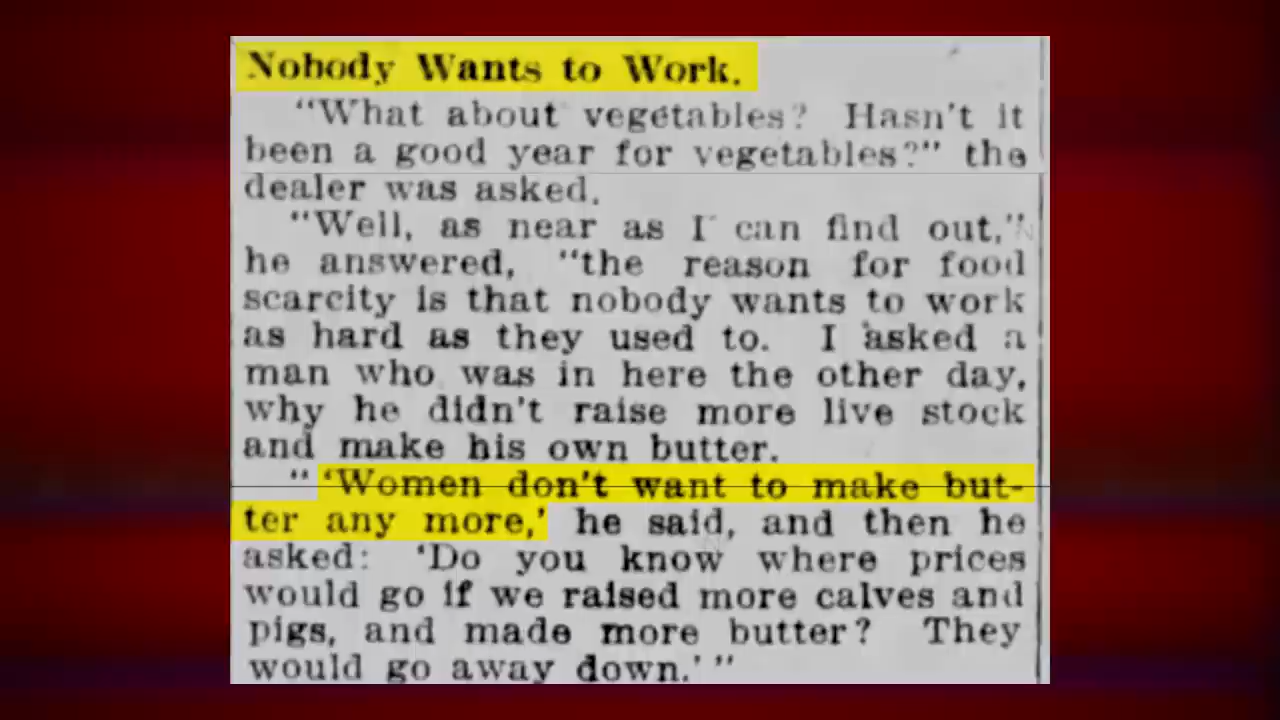 Nobody Wants to Work.
"What about vegetables? Hasn't it
been a good year for vegetables?" the
dealer was asked.
"Well, as near as I can find out,"
he answered, "the reason for food
scarcity is that nobody wants to work
as hard as they used to. I asked a
man who was in here the other day,
why he didn't raise more live stock
and make his own butter.
" 'Women don't want to make but-
ter any more,' he said, and then he
asked: 'Do you know where prices
would go if we raised more calves and
pigs, and made more butter? They
would go away down.' "